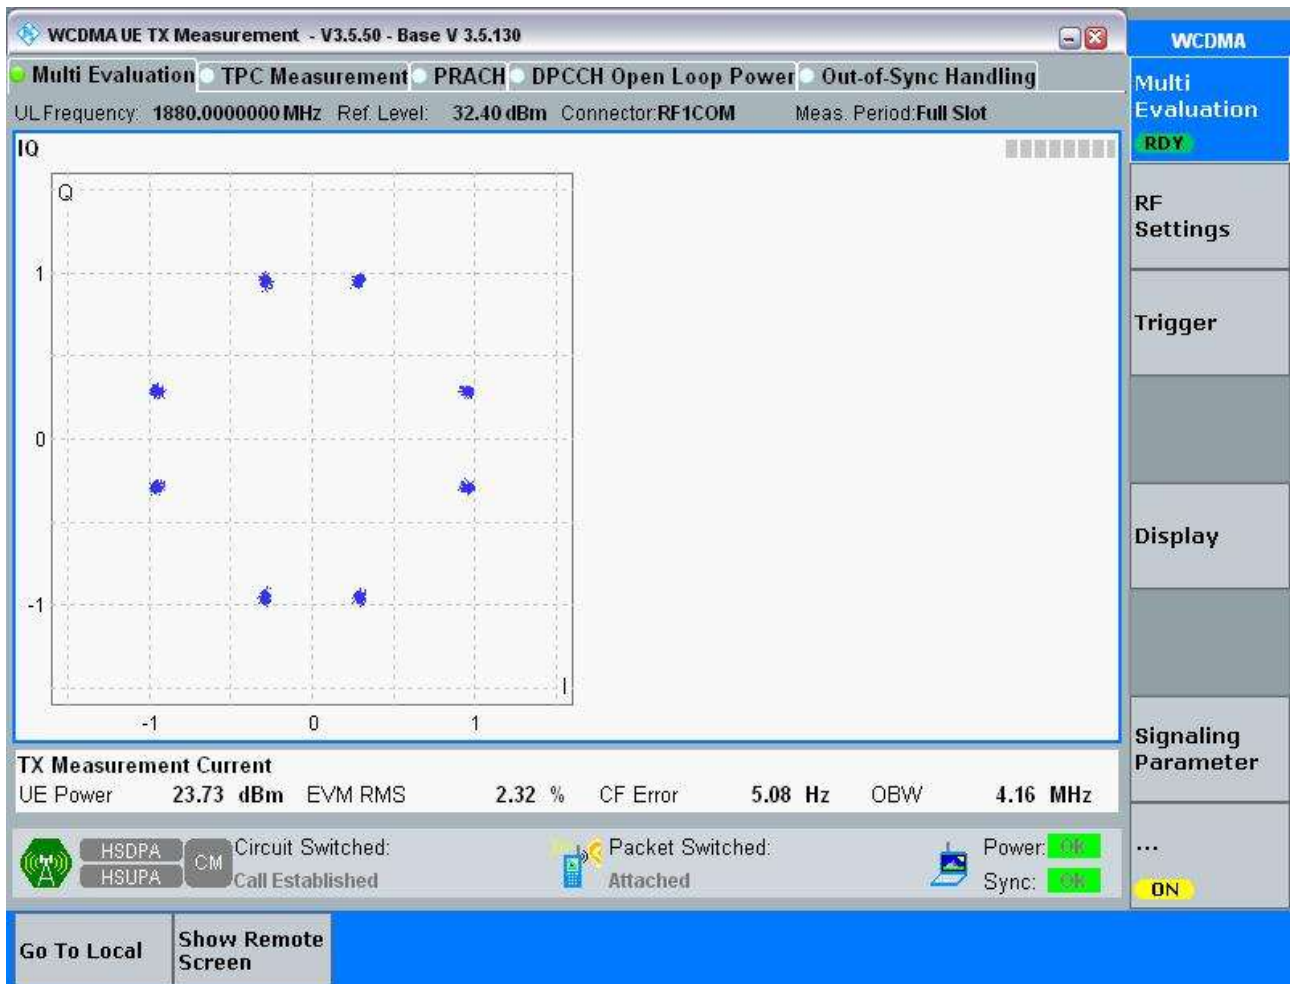 WCDMA UE TX Measurement - V3.5.50 - Base V 3.5.130
Multi Evaluation TPC Measurement PRACH DPCCH Open Loop Power Out-of-Sync Handling
UL Frequency: 1880.0000000 MHz Ref. Level: 32.40 dBm Connector:RF1COM Meas. Period:Full Slot
IQ
Q
1
0
-1
I
-1 0 1
TX Measurement Current
UE Power 23.73 dBm EVM RMS 2.32 % CF Error 5.08 Hz OBW 4.16 MHz
HSDPA
HSUPA
CM
Circuit Switched:
Call Established
Packet Switched:
Attached
Power: OK
Sync: OK
WCDMA
Multi
Evaluation
RDY
RF
Settings
Trigger
Display
Signaling
Parameter
...
ON
Go To Local
Show Remote
Screen